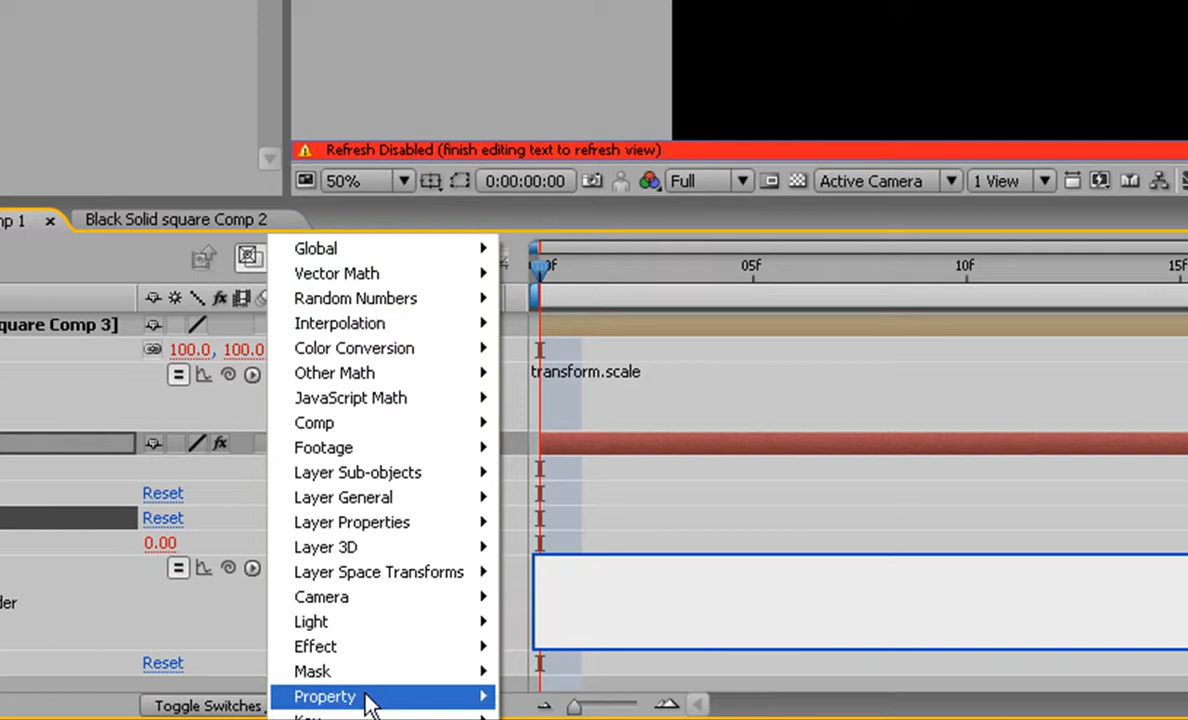 Refresh Disabled (finish editing text to refresh view)
50% 0:00:00:00 Full Active Camera 1 View
Black Solid square Comp 2
Global
Vector Math
Random Numbers
Interpolation
Color Conversion
Other Math
JavaScript Math
Comp
Footage
Layer Sub-objects
Layer General
Layer Properties
Layer 3D
Layer Space Transforms
Camera
Light
Effect
Mask
Property
05f 10f 15f
quare Comp 3]
100.0, 100.0
transform.scale
fx
fx
Reset
Reset
0.00
der
Reset
Toggle Switches